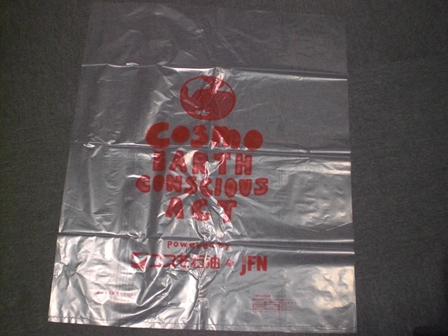 COSMO
EARTH
CONSCIOUS
ACT
powered by
コスモ石油 + JFN